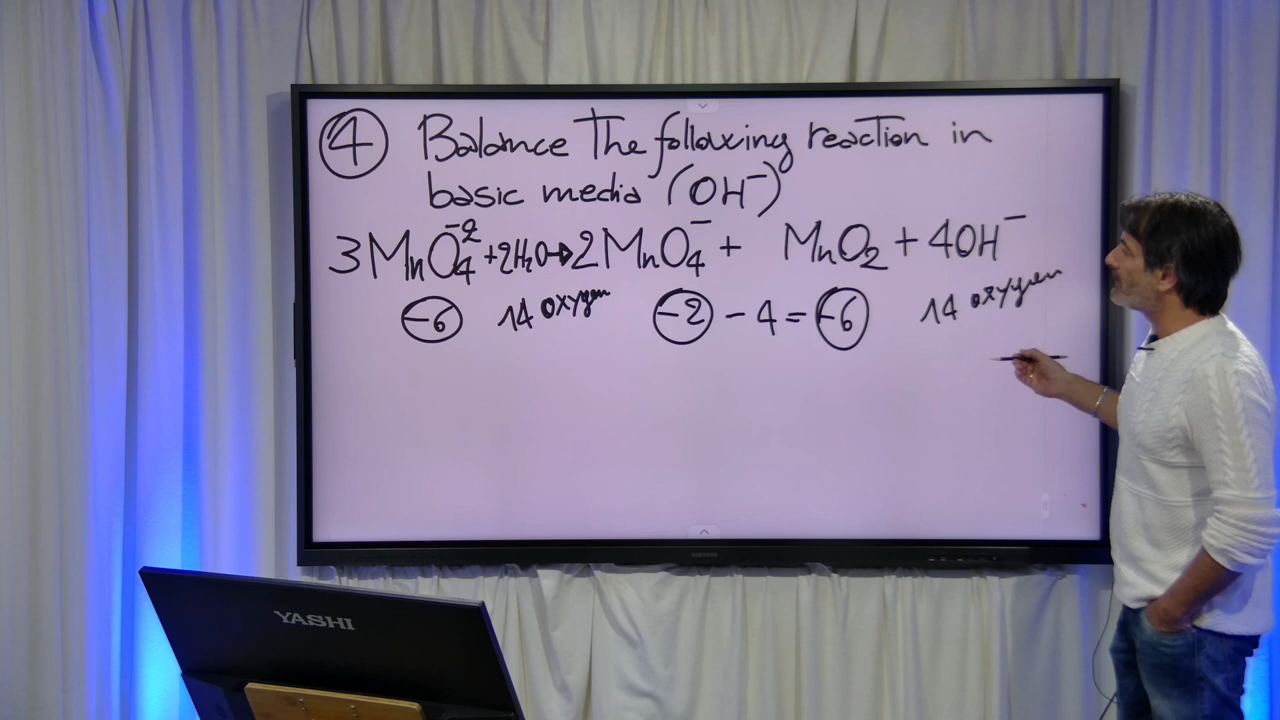 4 Balance The following reaction in
basic media (OH⁻)
3MnO₄⁻² + 2H₂O → 2MnO₄⁻ + MnO₂ + 4OH⁻
-6 14 oxygen -2 - 4 = -6 14 oxygen
SAMSUNG
YASHI